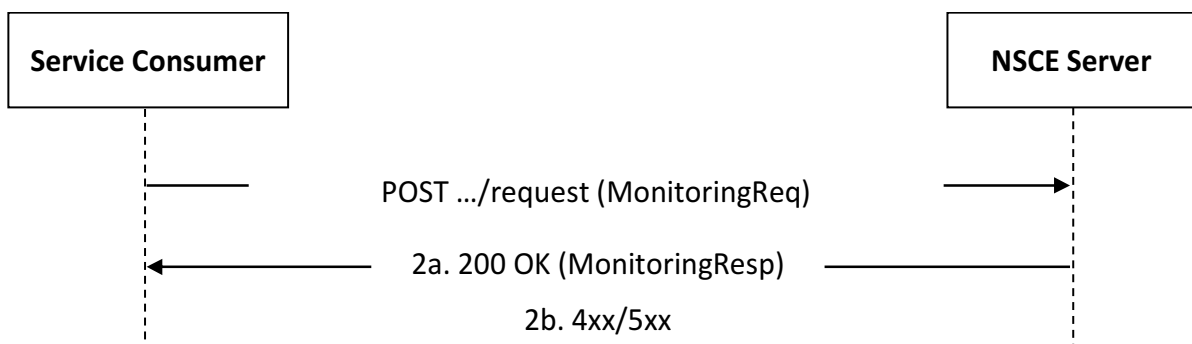 Service Consumer
NSCE Server
POST …/request (MonitoringReq)
2a. 200 OK (MonitoringResp)
2b. 4xx/5xx